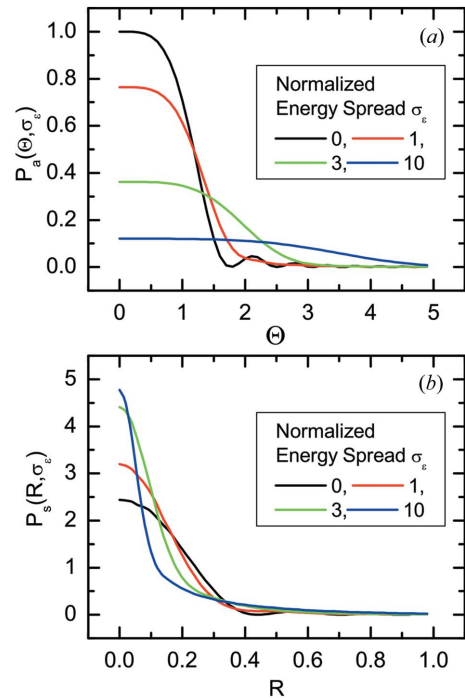 (a)
1.0
0.8
0.6
0.4
0.2
0.0
P_a(Θ,σ_ε)
Normalized
Energy Spread σ_ε
0, 1,
3, 10
0 1 2 3 4 5
Θ
(b)
5
4
3
2
1
0
P_s(R,σ_ε)
Normalized
Energy Spread σ_ε
0, 1,
3, 10
0.0 0.2 0.4 0.6 0.8 1.0
R